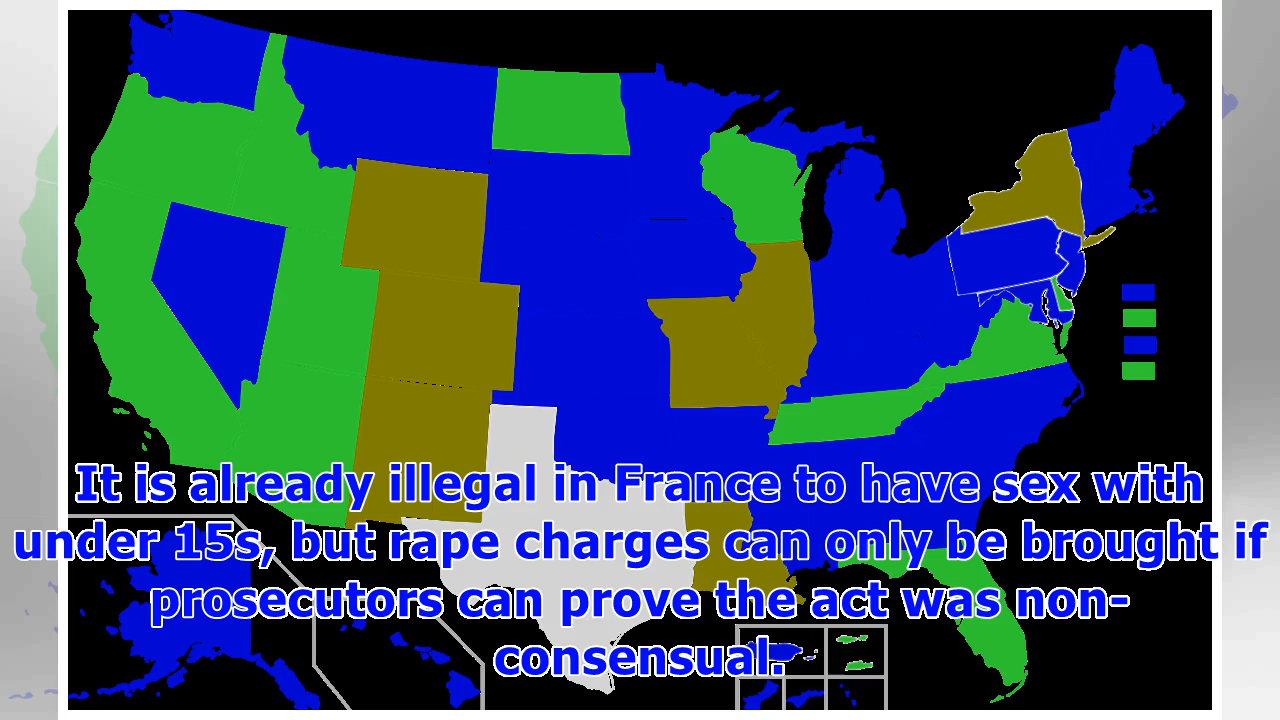 It is already illegal in France to have sex with
under 15s, but rape charges can only be brought if
prosecutors can prove the act was non-
consensual.